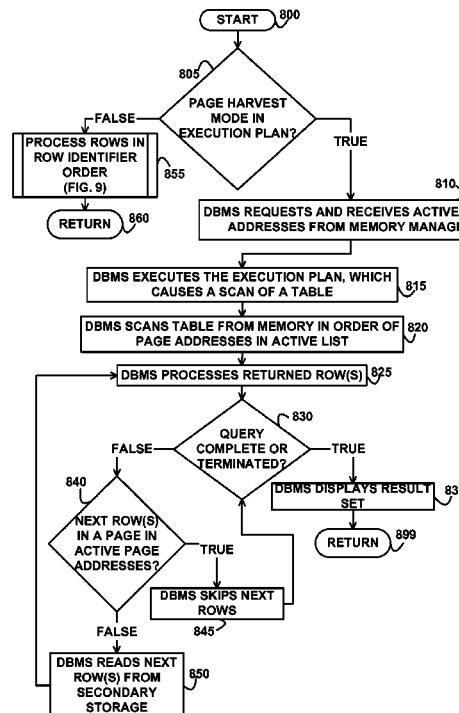 START
800
805
PAGE HARVEST
MODE IN
EXECUTION PLAN?
FALSE
TRUE
PROCESS ROWS IN
ROW IDENTIFIER
ORDER
(FIG. 9)
855
RETURN
860
810
DBMS REQUESTS AND RECEIVES ACTIVE
ADDRESSES FROM MEMORY
DBMS EXECUTES THE EXECUTION PLAN, WHICH
CAUSES A SCAN OF A TABLE
815
DBMS SCANS TABLE FROM MEMORY IN ORDER OF
PAGE ADDRESSES IN ACTIVE LIST
820
DBMS PROCESSES RETURNED ROW(S)
825
830
QUERY
COMPLETE OR
TERMINATED?
FALSE
TRUE
DBMS DISPLAYS RESULT
SET
RETURN
899
840
NEXT ROW(S)
IN A PAGE IN
ACTIVE PAGE
ADDRESSES?
TRUE
DBMS SKIPS NEXT
ROWS
845
FALSE
DBMS READS NEXT
ROW(S) FROM
SECONDARY
STORAGE
850